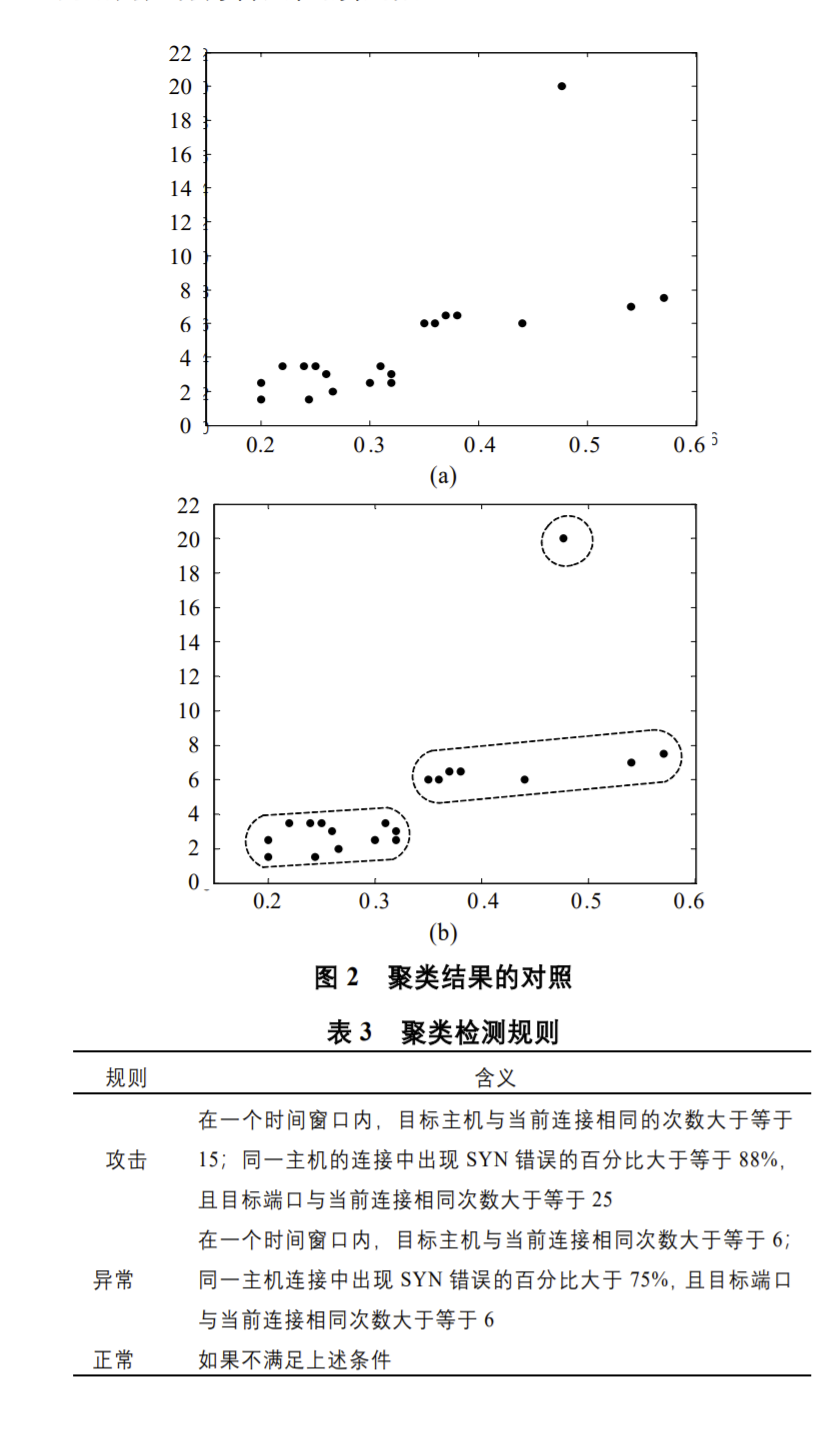 22
20
18
16
14
12
10
8
6
4
2
0
0.2 0.3 0.4 0.5 0.6
(a)
22
20
18
16
14
12
10
8
6
4
2
0
0.2 0.3 0.4 0.5 0.6
(b)
图 2 聚类结果的对照
表 3 聚类检测规则
规则 含义
在一个时间窗口内，目标主机与当前连接相同的次数大于等于
攻击 15；同一主机的连接中出现 SYN 错误的百分比大于等于 88%，
且目标端口与当前连接相同次数大于等于 25
在一个时间窗口内，目标主机与当前连接相同次数大于等于 6；
异常 同一主机连接中出现 SYN 错误的百分比大于 75%，且目标端口
与当前连接相同次数大于等于 6
正常 如果不满足上述条件